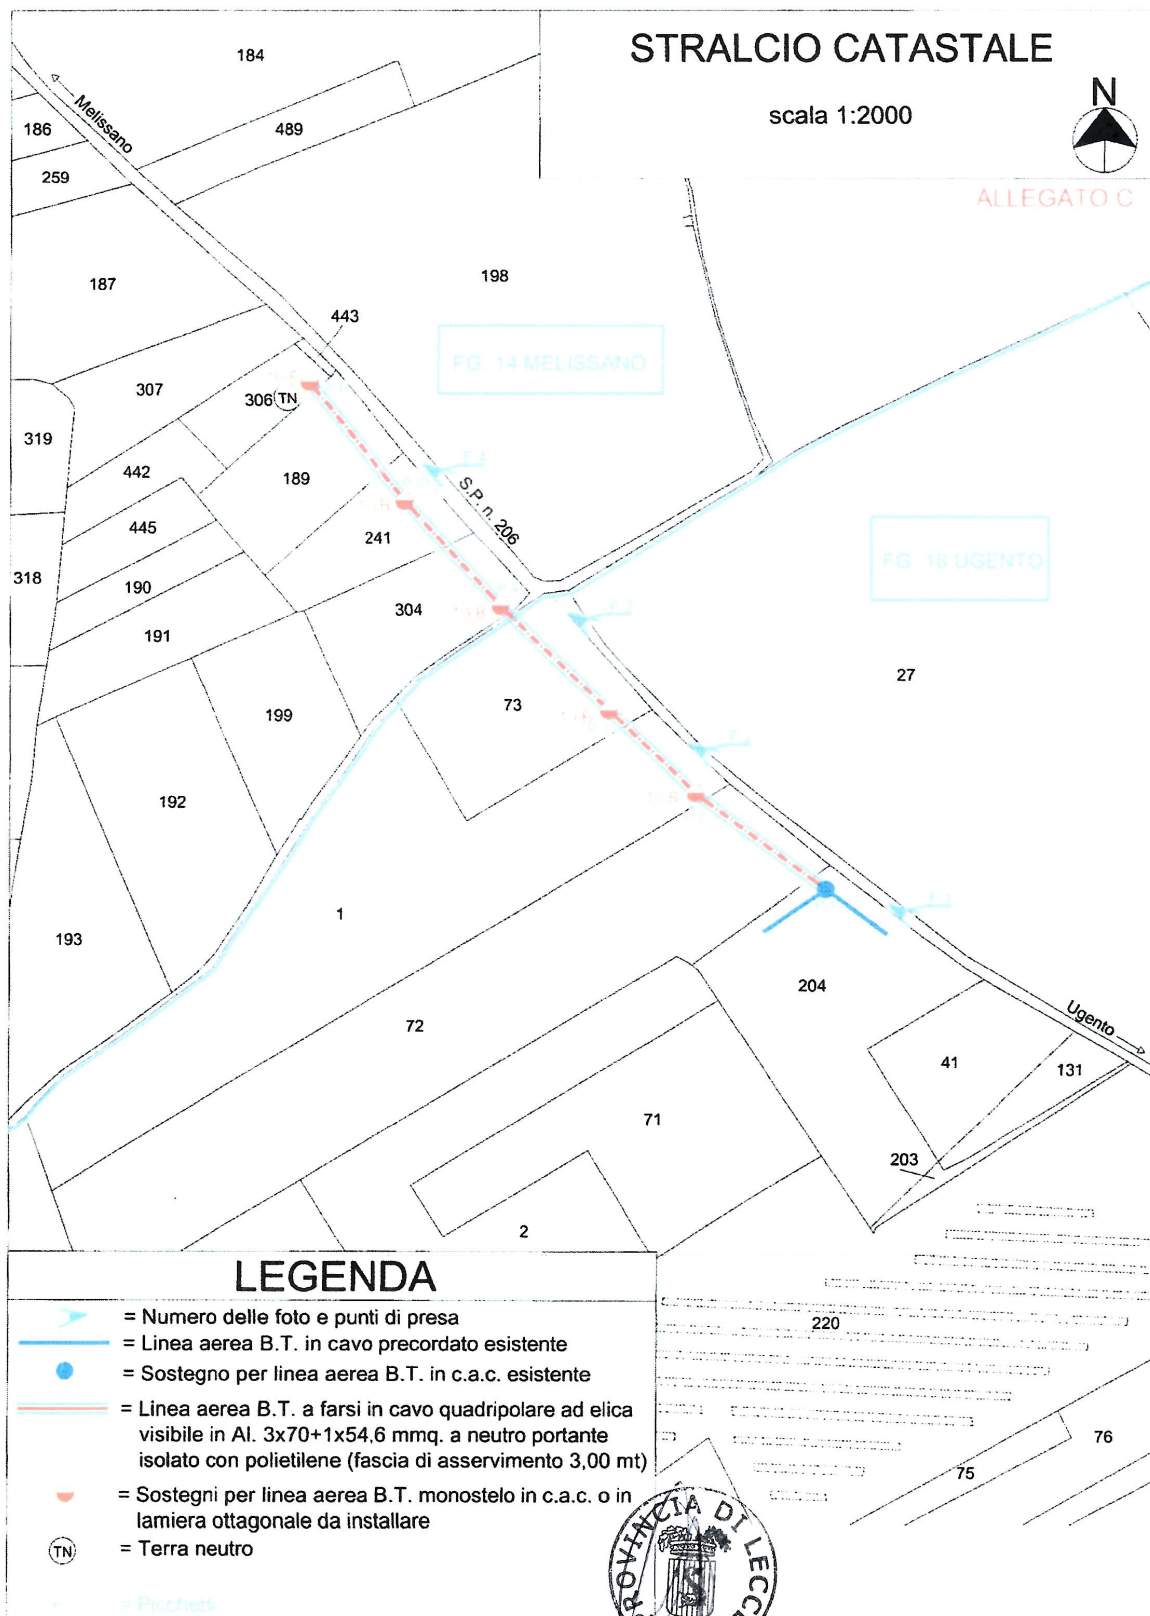 STRALCIO CATASTALE
scala 1:2000
N
ALLEGATO C
184
Melissano
186
489
259
187
198
443
FG. 14 MELISSANO
307
306
TN
319
442
189
S.P. n. 206
445
241
FG. 18 UGENTO
318
190
304
191
27
73
199
192
1
193
204
72
Ugento
41
131
71
203
2
220
76
75
LEGENDA
= Numero delle foto e punti di presa
= Linea aerea B.T. in cavo precordato esistente
= Sostegno per linea aerea B.T. in c.a.c. esistente
= Linea aerea B.T. a farsi in cavo quadripolare ad elica
visibile in Al. 3x70+1x54,6 mmq. a neutro portante
isolato con polietilene (fascia di asservimento 3,00 mt)
= Sostegni per linea aerea B.T. monostelo in c.a.c. o in
lamiera ottagonale da installare
TN = Terra neutro
= Picchetti
PROVINCIA DI LECCE